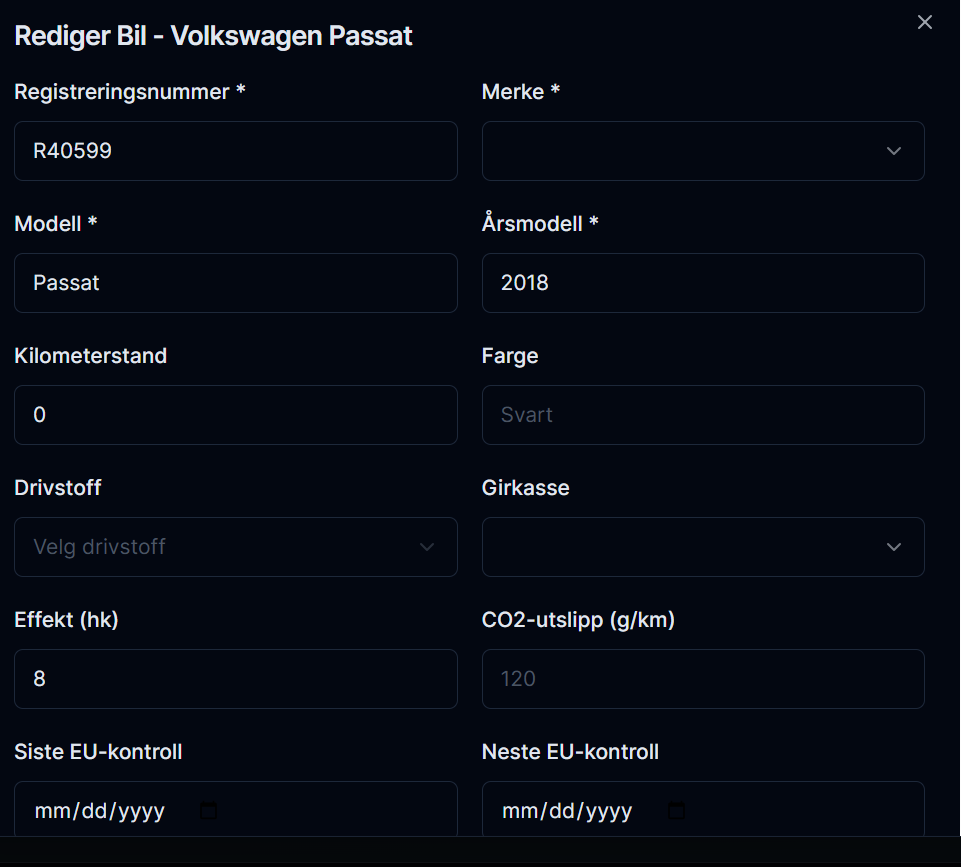 Rediger Bil - Volkswagen Passat
Registreringsnummer *
Merke *
R40599
Modell *
Årsmodell *
Passat
2018
Kilometerstand
Farge
0
Svart
Drivstoff
Girkasse
Velg drivstoff
Effekt (hk)
CO2-utslipp (g/km)
8
120
Siste EU-kontroll
Neste EU-kontroll
mm/dd/yyyy
mm/dd/yyyy